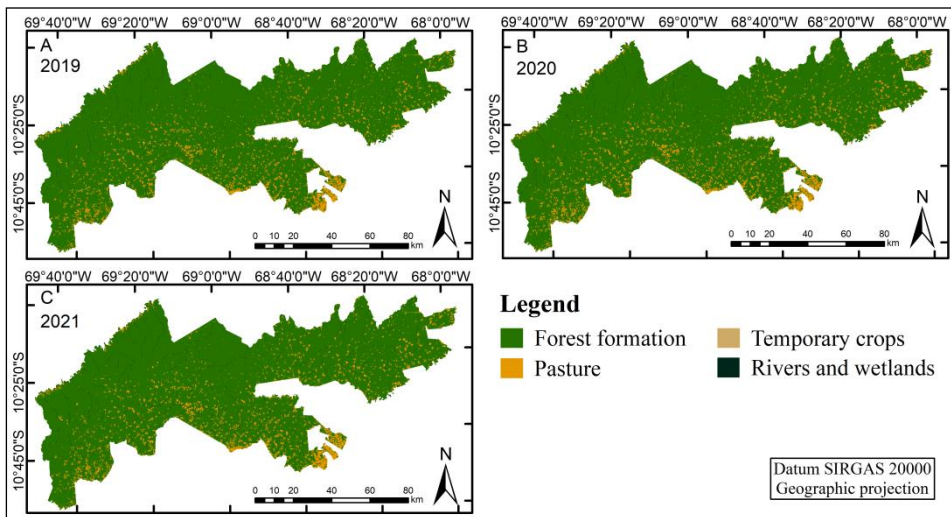 69°40'0"W 69°20'0"W 69°0'0"W 68°40'0"W 68°20'0"W 68°0'0"W
A
2019
10°25'0"S
10°45'0"S
N
0 10 20 40 60 80
km
69°40'0"W 69°20'0"W 69°0'0"W 68°40'0"W 68°20'0"W 68°0'0"W
B
2020
10°25'0"S
10°45'0"S
N
0 10 20 40 60 80
km
69°40'0"W 69°20'0"W 69°0'0"W 68°40'0"W 68°20'0"W 68°0'0"W
C
2021
10°25'0"S
10°45'0"S
N
0 10 20 40 60 80
km
Legend
Forest formation
Temporary crops
Pasture
Rivers and wetlands
Datum SIRGAS 20000
Geographic projection